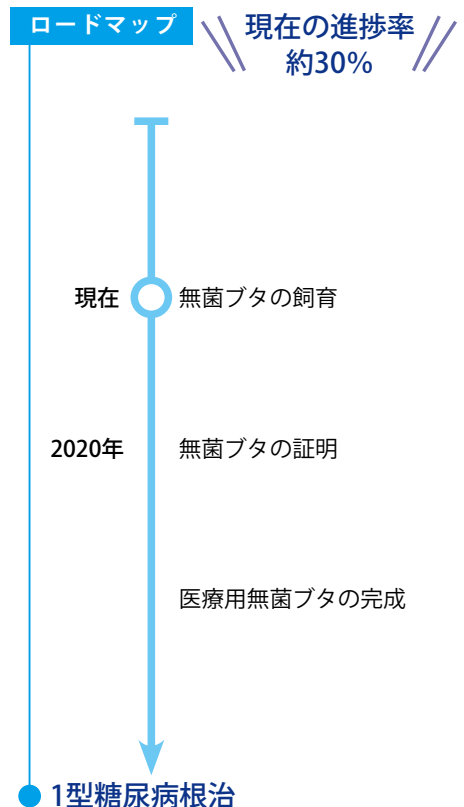 ロードマップ
現在の進捗率
約30%
現在 無菌ブタの飼育
2020年 無菌ブタの証明
医療用無菌ブタの完成
1型糖尿病根治